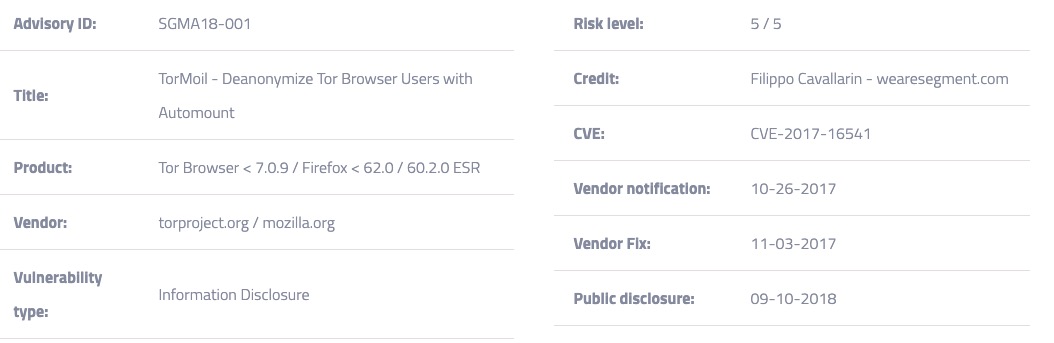 Advisory ID: SGMA18-001
Title: TorMoil - Deanonymize Tor Browser Users with
Automount
Product: Tor Browser < 7.0.9 / Firefox < 62.0 / 60.2.0 ESR
Vendor: torproject.org / mozilla.org
Vulnerability
type: Information Disclosure
Risk level: 5 / 5
Credit: Filippo Cavallarin - wearesegment.com
CVE: CVE-2017-16541
Vendor notification: 10-26-2017
Vendor Fix: 11-03-2017
Public disclosure: 09-10-2018